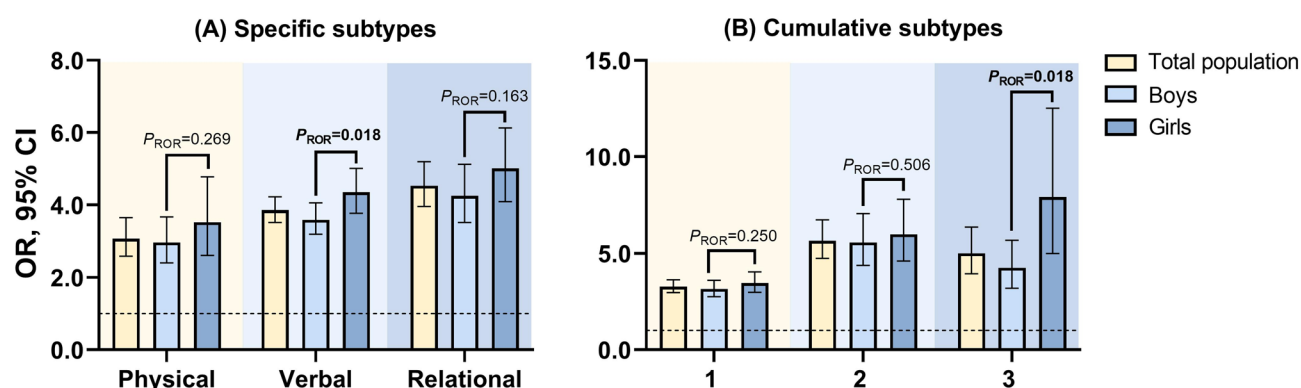 (A) Specific subtypes
OR, 95% CI
8.0
6.0
4.0
2.0
0.0
PROR=0.269
PROR=0.018
PROR=0.163
Physical
Verbal
Relational
(B) Cumulative subtypes
15.0
10.0
5.0
0.0
PROR=0.250
PROR=0.506
PROR=0.018
1
2
3
Total population
Boys
Girls